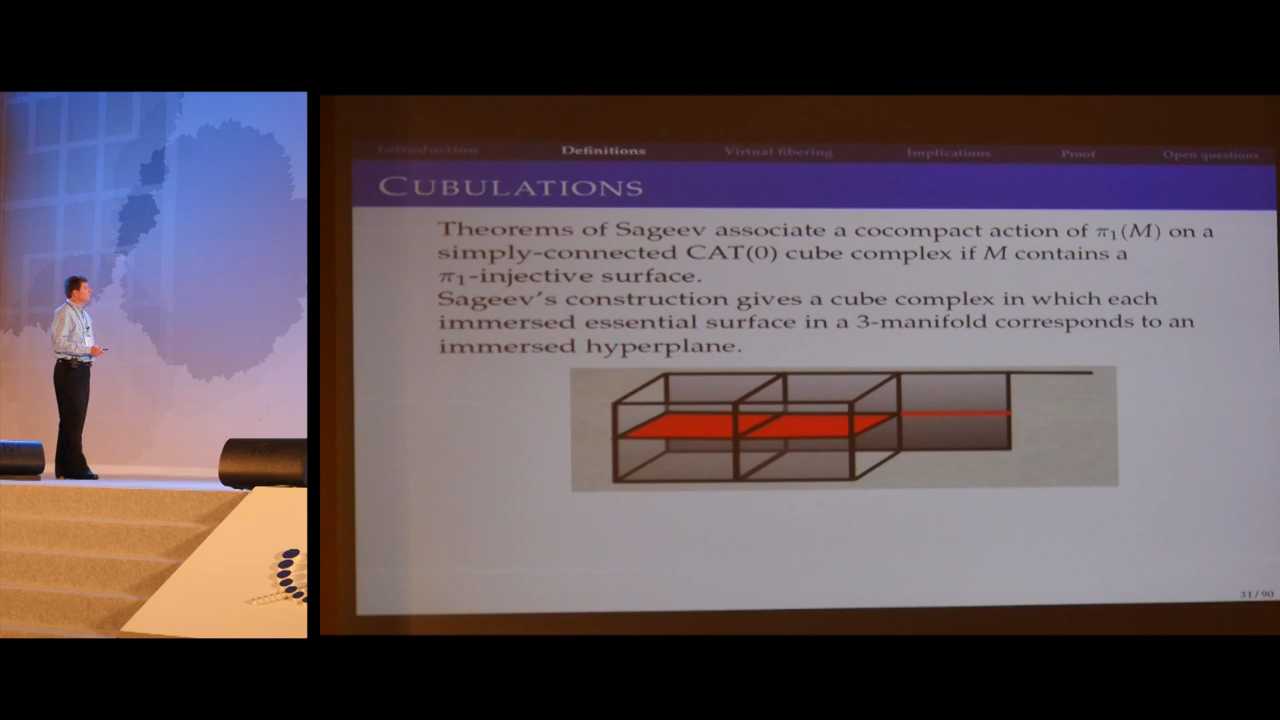 Introduction Definitions Virtual fibering Implications Proof Open questions
CUBULATIONS
Theorems of Sageev associate a cocompact action of π₁(M) on a
simply-connected CAT(0) cube complex if M contains a
π₁-injective surface.
Sageev's construction gives a cube complex in which each
immersed essential surface in a 3-manifold corresponds to an
immersed hyperplane.
31 / 90